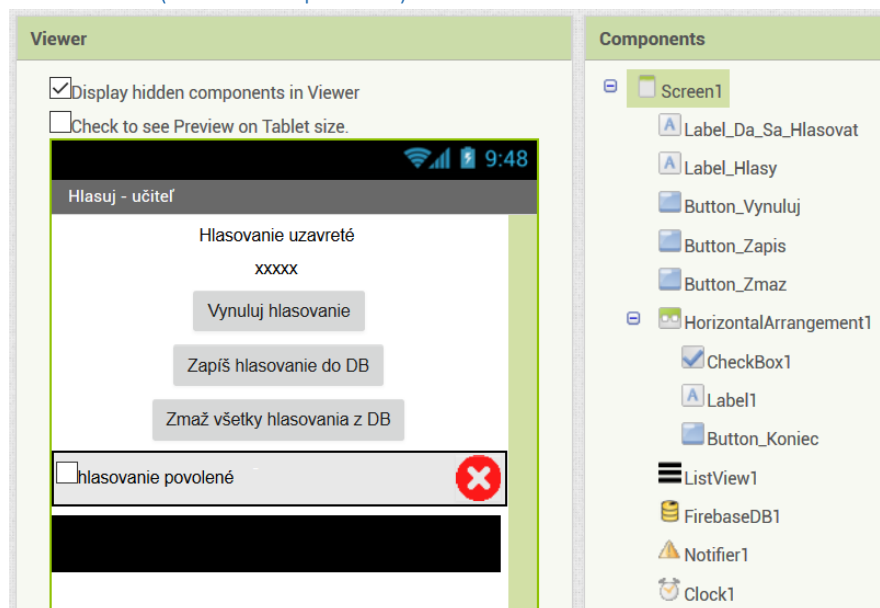 Viewer
Display hidden components in Viewer
Check to see Preview on Tablet size.
9:48
Hlasuj - učiteľ
Hlasovanie uzavreté
xxxxx
Vynuluj hlasovanie
Zapíš hlasovanie do DB
Zmaž všetky hlasovania z DB
hlasovanie povolené
Components
Screen1
Label_Da_Sa_Hlasovat
Label_Hlasy
Button_Vynuluj
Button_Zapis
Button_Zmaz
HorizontalArrangement1
CheckBox1
Label1
Button_Koniec
ListView1
FirebaseDB1
Notifier1
Clock1